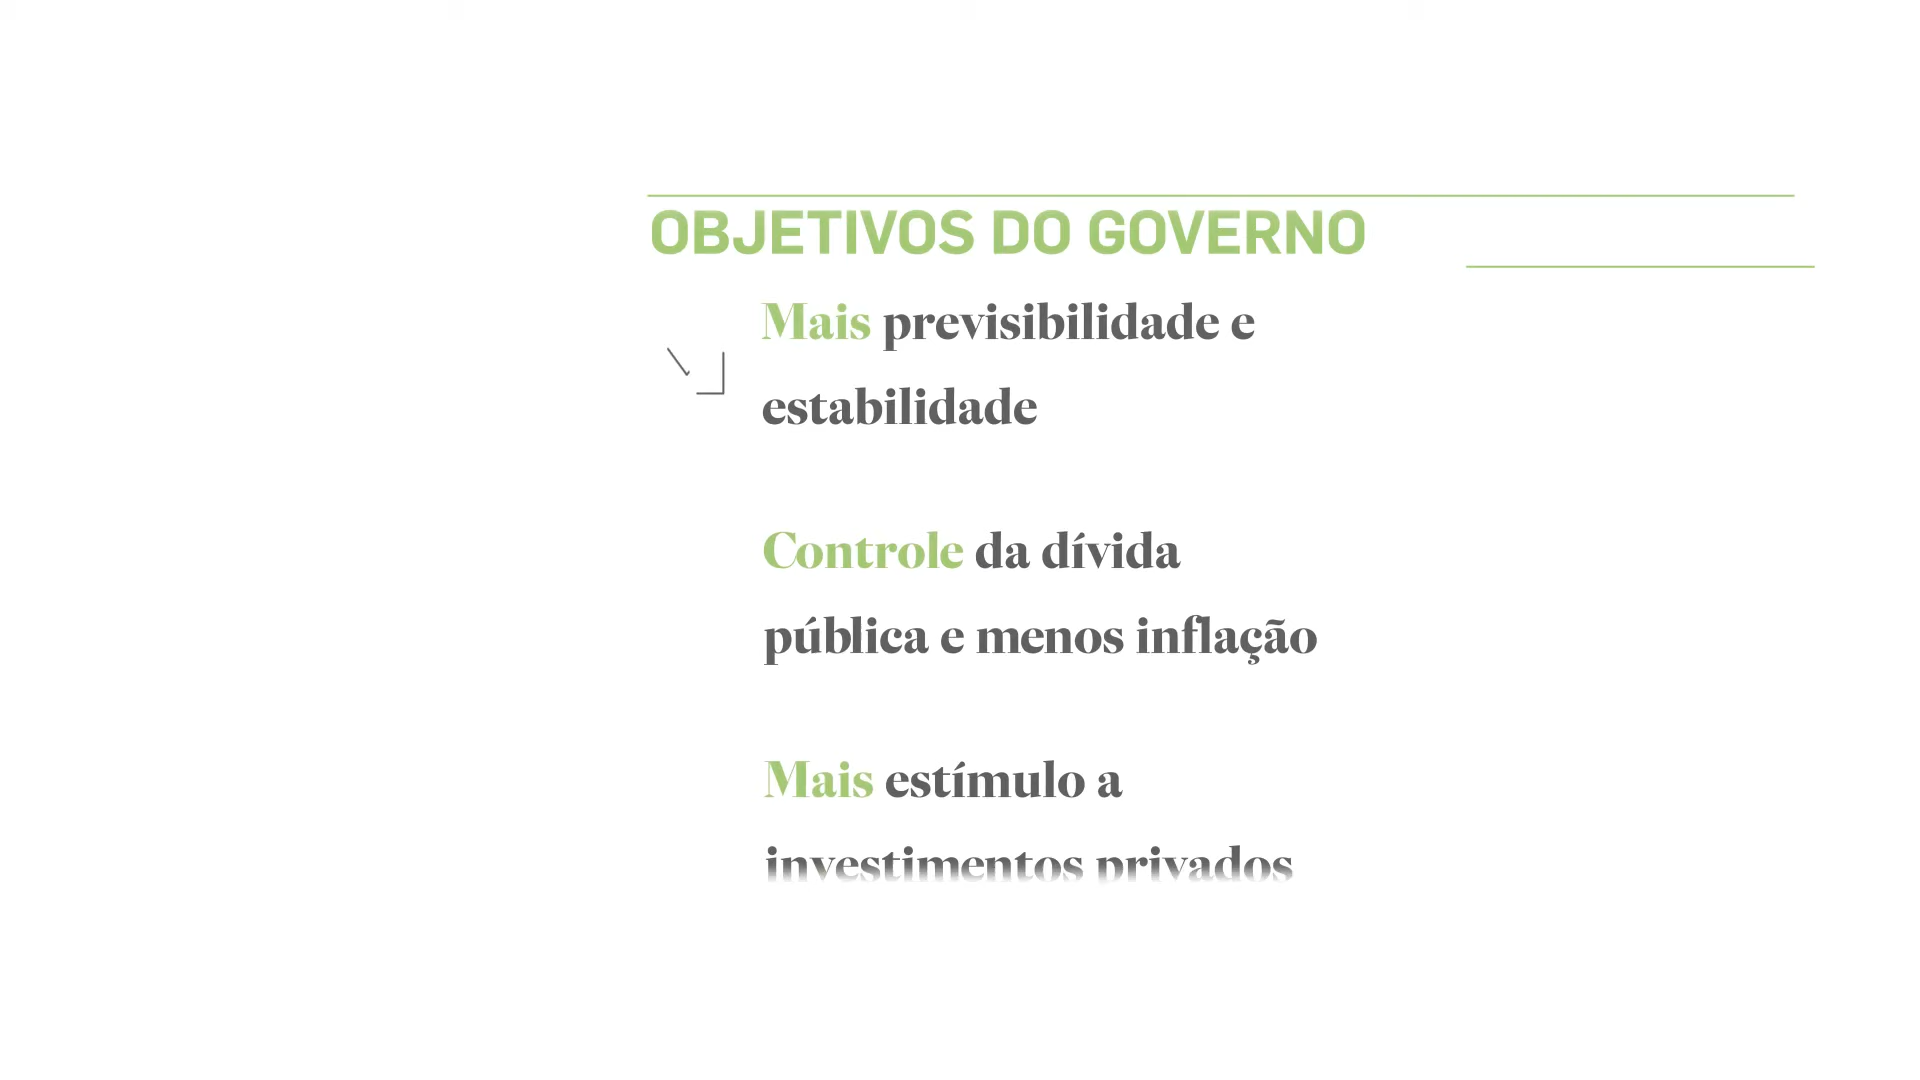 OBJETIVOS DO GOVERNO
Mais previsibilidade e
estabilidade
Controle da dívida
pública e menos inflação
Mais estímulo a
investimentos privados